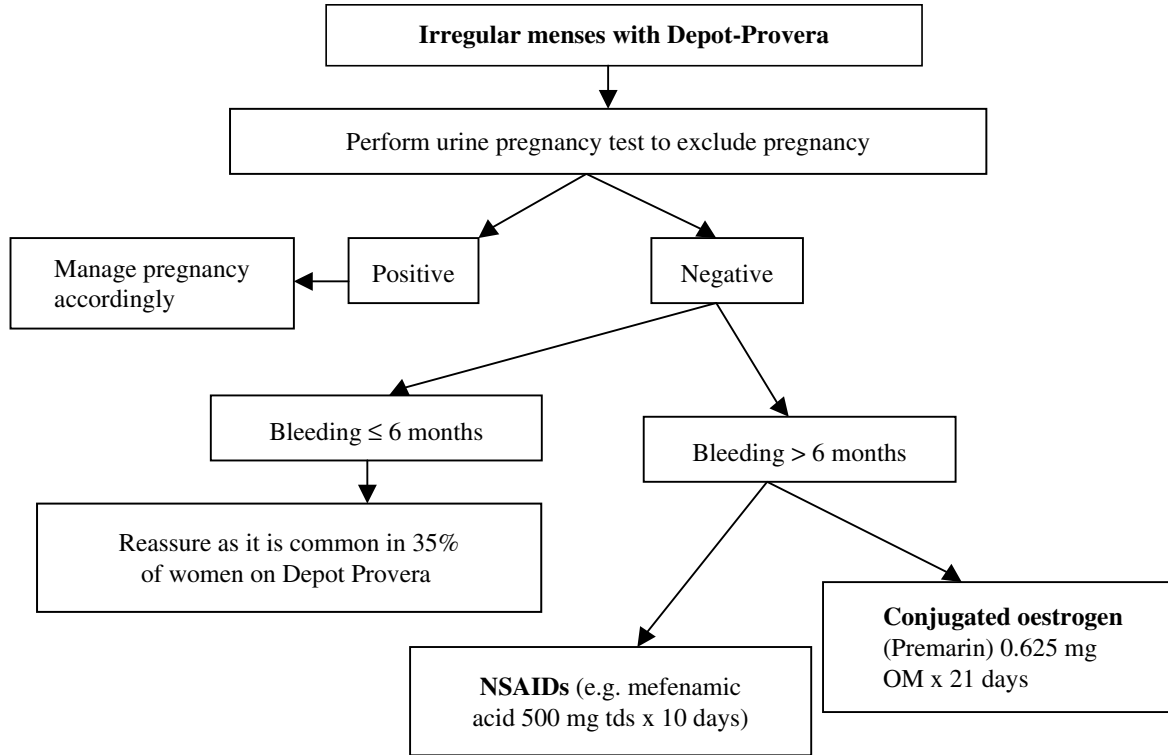 Irregular menses with Depot-Provera
Perform urine pregnancy test to exclude pregnancy
Manage pregnancy
accordingly
Positive
Negative
Bleeding ≤ 6 months
Bleeding > 6 months
Reassure as it is common in 35%
of women on Depot Provera
NSAIDs (e.g. mefenamic
acid 500 mg tds x 10 days)
Conjugated oestrogen
(Premarin) 0.625 mg
OM x 21 days